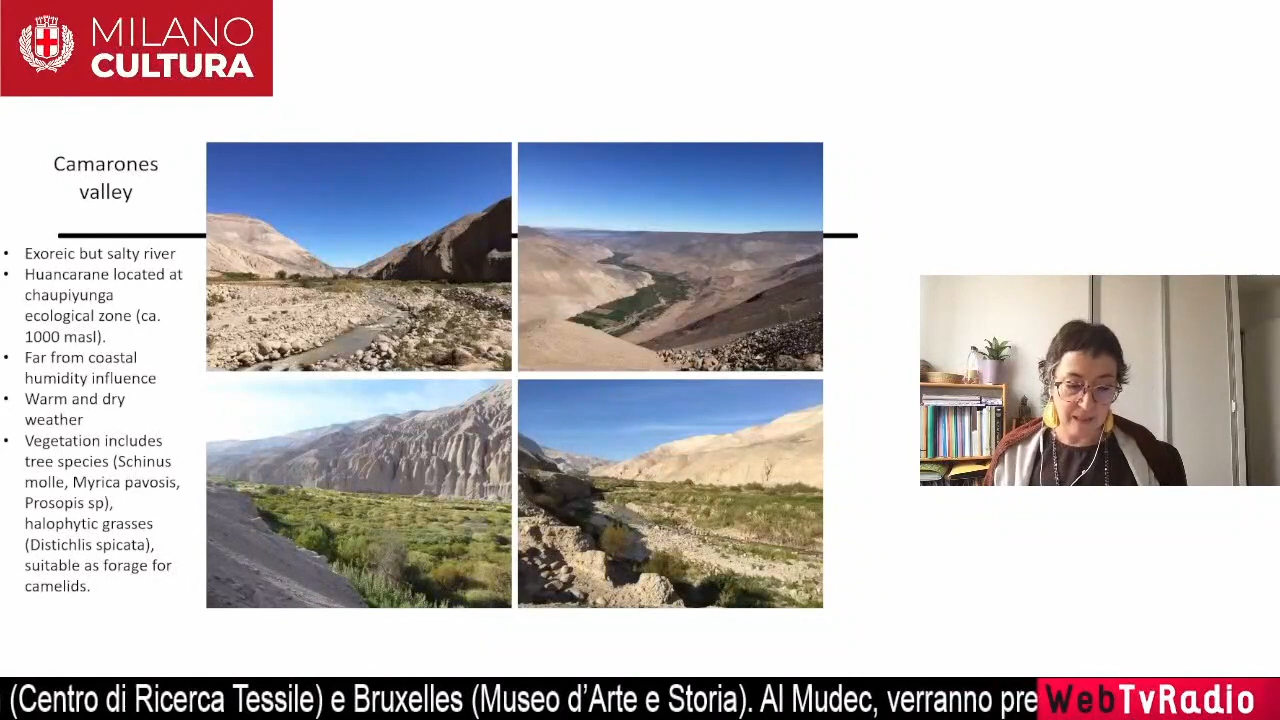 MILANO
CULTURA
Camarones
valley
• Exoreic but salty river
• Huancarane located at
chaupiyunga
ecological zone (ca.
1000 masl).
• Far from coastal
humidity influence
• Warm and dry
weather
• Vegetation includes
tree species (Schinus
molle, Myrica pavosis,
Prosopis sp),
halophytic grasses
(Distichlis spicata),
suitable as forage for
camelids.
(Centro di Ricerca Tessile) e Bruxelles (Museo d'Arte e Storia). Al Mudec, verranno pre
WebTvRadio